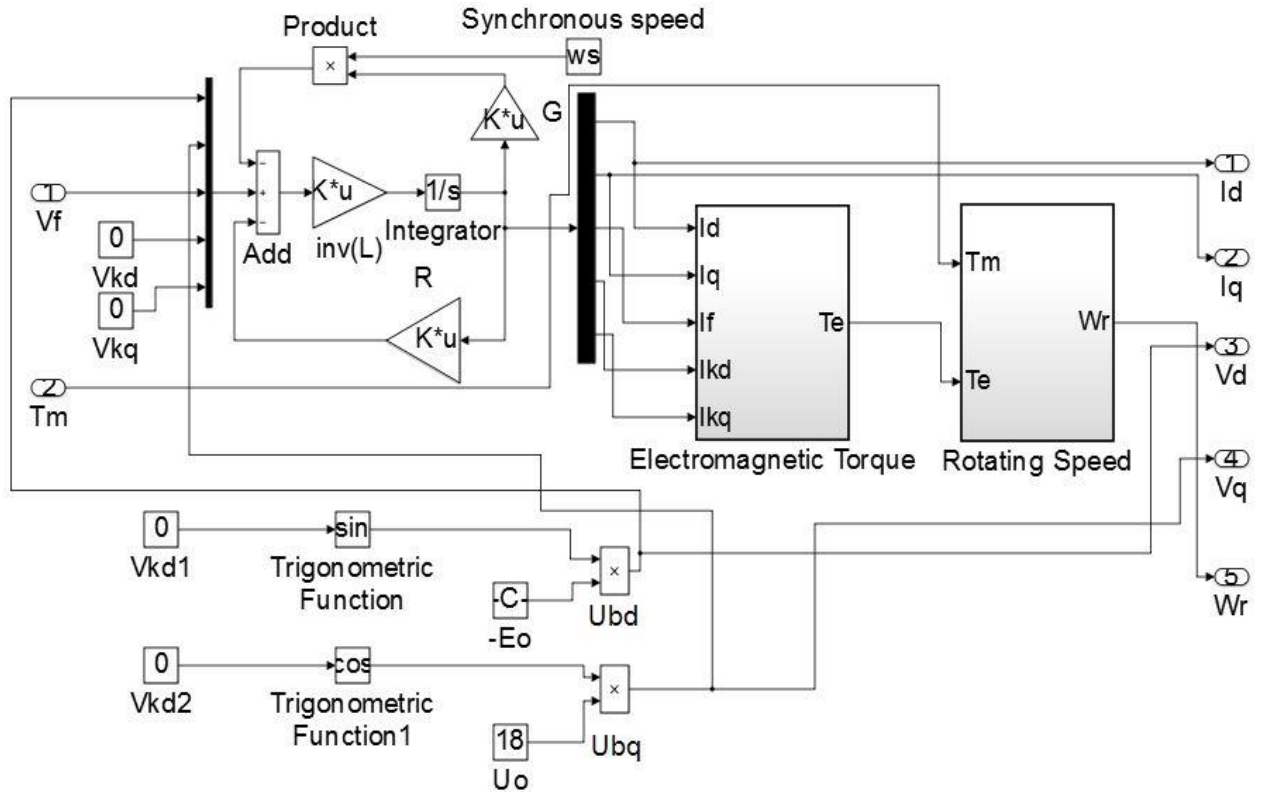 Product
Synchronous speed
×
ws
K*u
G
1
Vf
0
Vkd
0
Vkq
2
Tm
−
+
−
Add
K*u
inv(L)
1/s
Integrator
R
K*u
Id
Iq
If
Ikd
Ikq
Te
Electromagnetic Torque
Tm
Te
Wr
Rotating Speed
1
Id
2
Iq
3
Vd
4
Vq
5
Wr
0
Vkd1
sin
Trigonometric
Function
-C-
-Eo
×
Ubd
0
Vkd2
cos
Trigonometric
Function1
18
Uo
×
Ubq